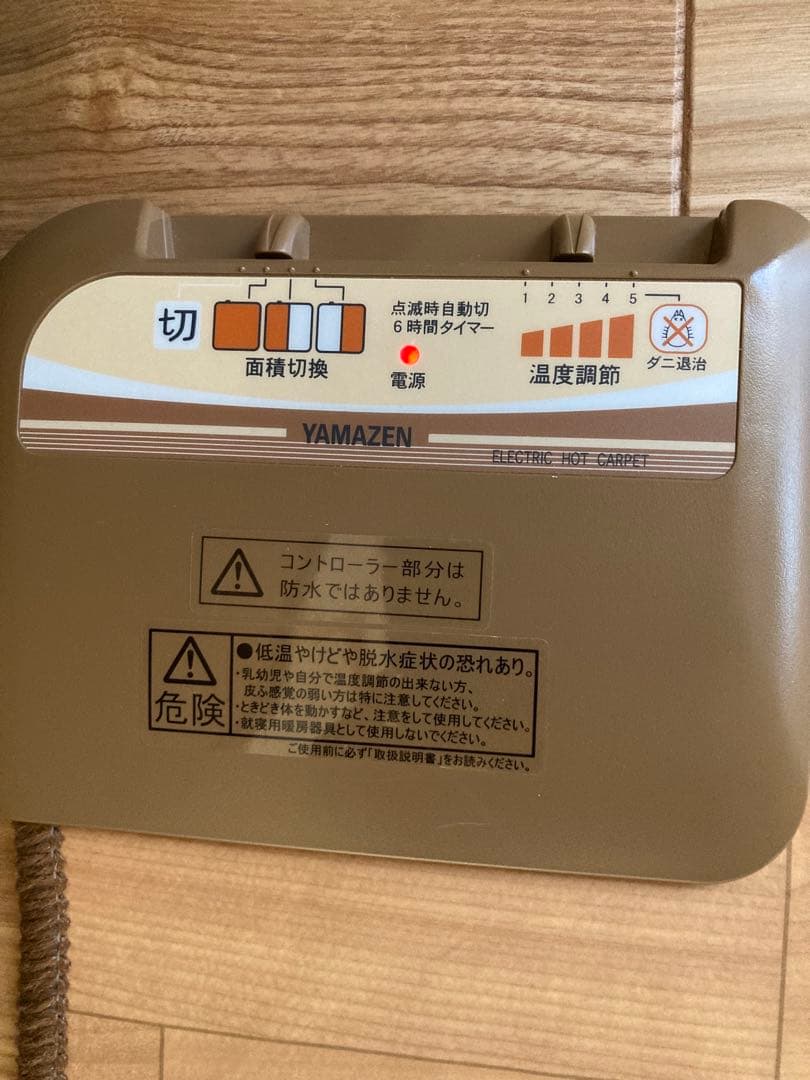 切
面積切換
点滅時自動切
6時間タイマー
電源
1 2 3 4 5
温度調節
ダニ退治
YAMAZEN
ELECTRIC HOT CARPET
コントローラー部分は
防水ではありません。
危険
●低温やけどや脱水症状の恐れあり。
・乳幼児や自分で温度調節の出来ない方、
皮ふ感覚の弱い方は特に注意してください。
・ときどき体を動かすなど、注意をして使用してください。
・就寝用暖房器具として使用しないでください。
ご使用前に必ず「取扱説明書」をお読みください。